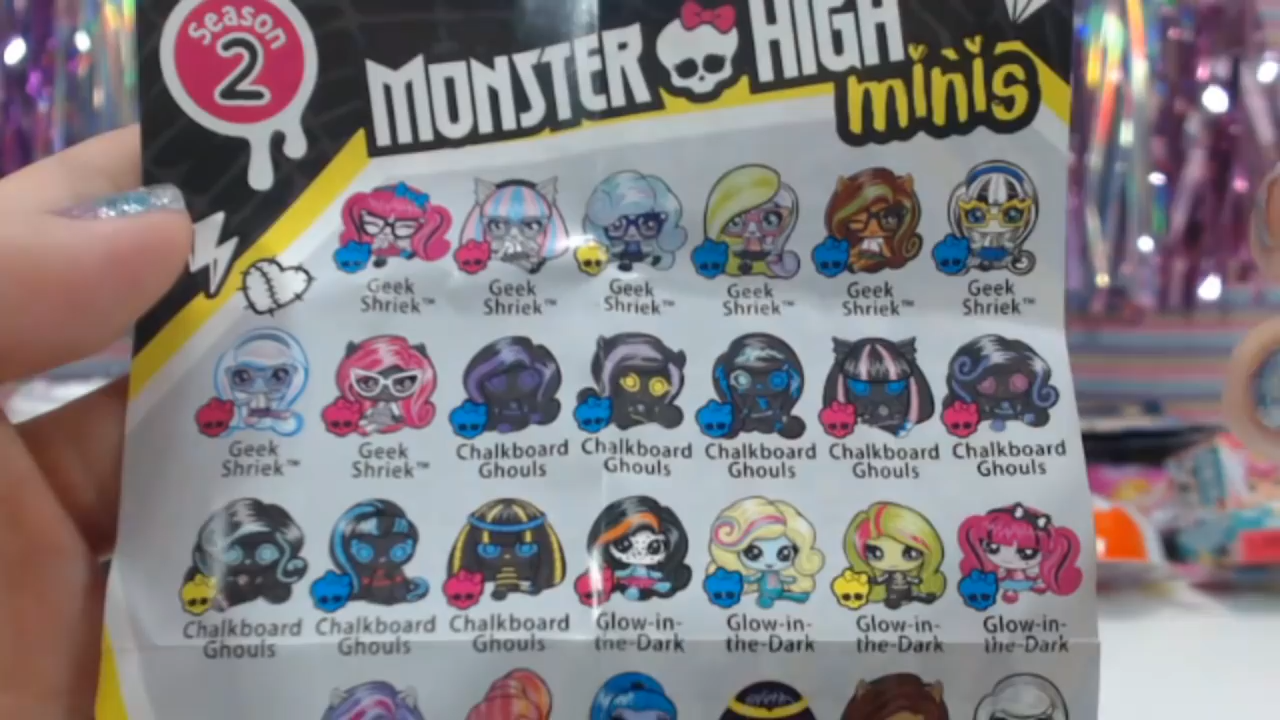 Season
2
MONSTER HIGH
minis
Geek Geek Geek Geek Geek Geek
Shriek™ Shriek™ Shriek™ Shriek™ Shriek™ Shriek™
Geek Geek Chalkboard Chalkboard Chalkboard Chalkboard Chalkboard
Shriek™ Shriek™ Ghouls Ghouls Ghouls Ghouls Ghouls
Chalkboard Chalkboard Chalkboard Glow-in- Glow-in- Glow-in- Glow-in-
Ghouls Ghouls Ghouls the-Dark the-Dark the-Dark the-Dark